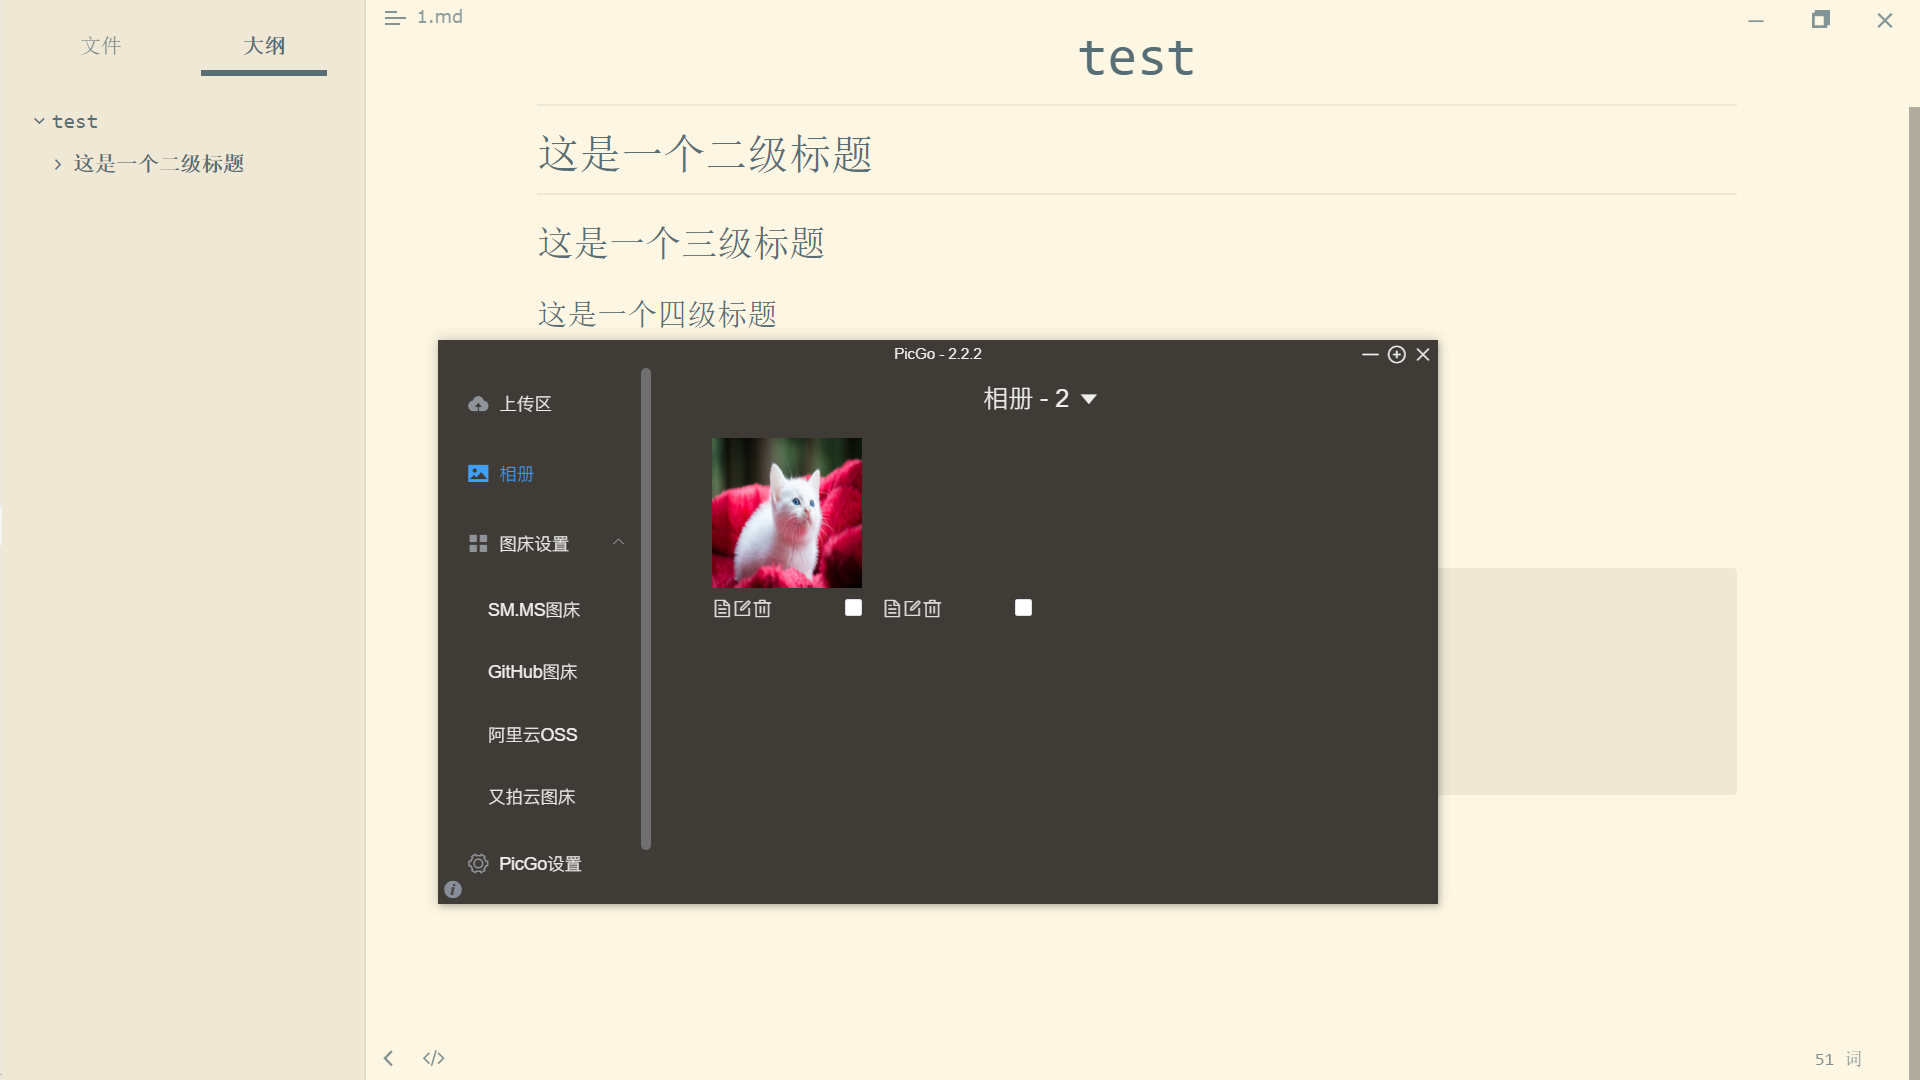 文件 大纲
test
这是一个二级标题
1.md
test
这是一个二级标题
这是一个三级标题
这是一个四级标题
PicGo - 2.2.2
上传区
相册
图床设置
SM.MS图床
GitHub图床
阿里云OSS
又拍云图床
PicGo设置
相册 - 2
51 词